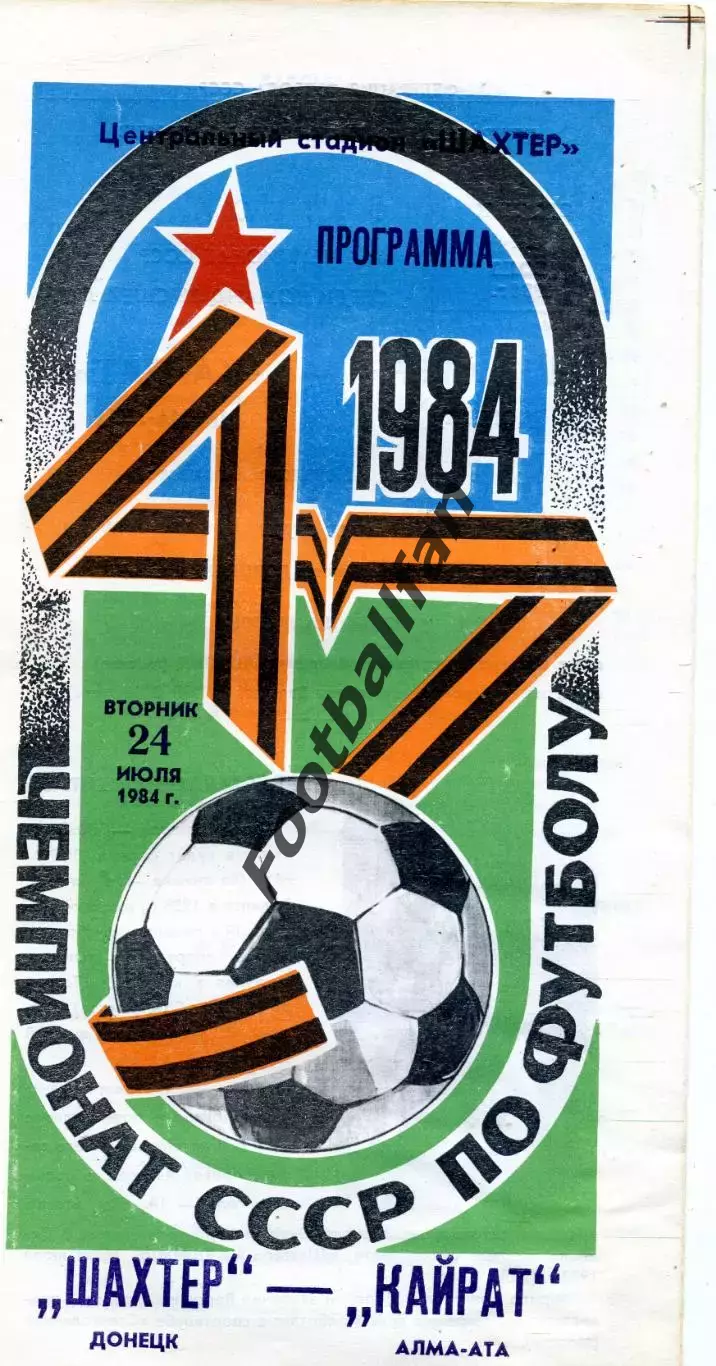 Центральный стадион «ШАХТЕР»
ПРОГРАММА
1984
ВТОРНИК
24
ИЮЛЯ
1984 г.
ЧЕМПИОНАТ СССР ПО ФУТБОЛУ
Footballfan
„ШАХТЕР“ — „КАЙРАТ“
ДОНЕЦК АЛМА-АТА